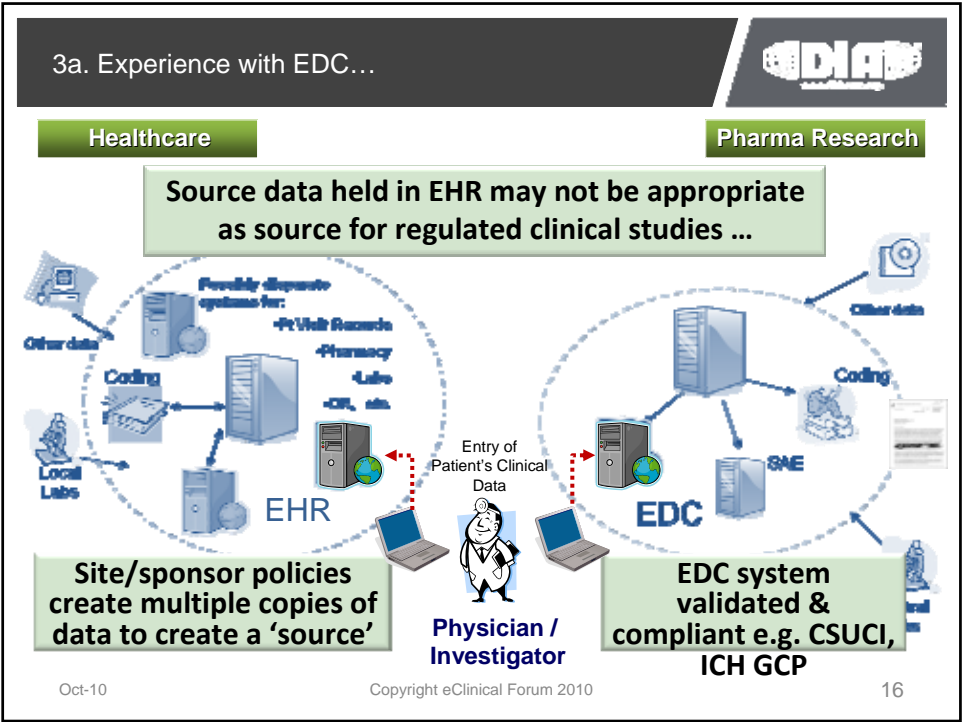 3a. Experience with EDC…
DIA
Healthcare
Pharma Research
Source data held in EHR may not be appropriate
as source for regulated clinical studies …
Possibly disparate
systems for:
•Pt Visit Records
•Pharmacy
•Labs
•OR, etc.
Other data
Coding
Local
Labs
EHR
Entry of
Patient's Clinical
Data
Other data
Coding
SAE
EDC
Site/sponsor policies
create multiple copies of
data to create a ‘source’
Physician /
Investigator
EDC system
validated &
compliant e.g. CSUCI,
ICH GCP
Oct-10
Copyright eClinical Forum 2010
16